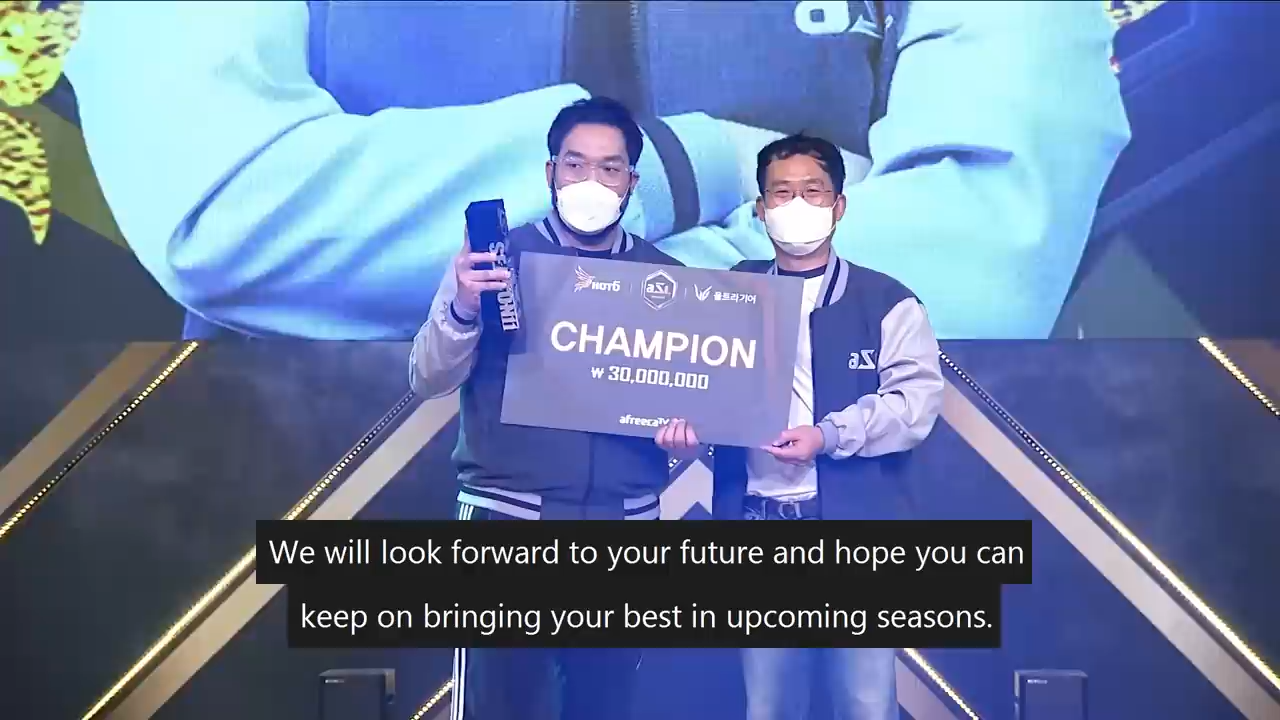 HOT6
aSL
울트라기어
CHAMPION
₩ 30,000,000
afreecaTV
aS
We will look forward to your future and hope you can
keep on bringing your best in upcoming seasons.